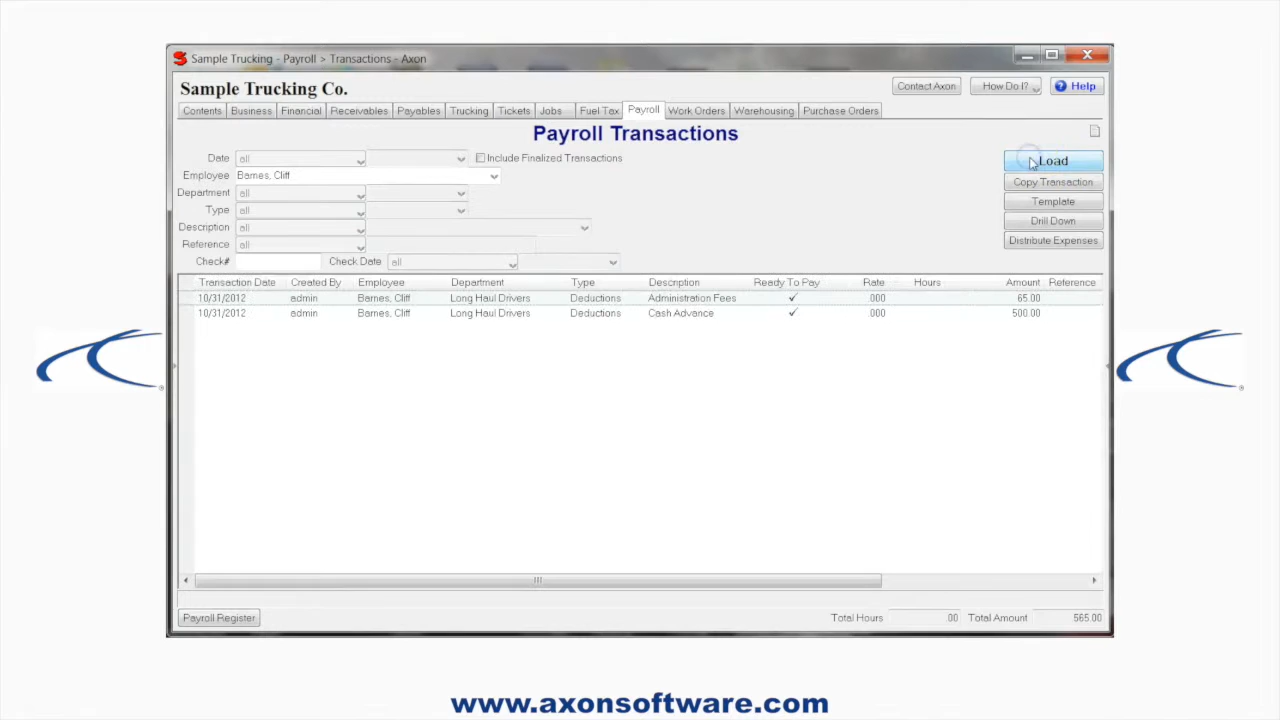 Sample Trucking - Payroll > Transactions - Axon
Sample Trucking Co.
Contact Axon How Do I? Help
Contents Business Financial Receivables Payables Trucking Tickets Jobs Fuel Tax Payroll Work Orders Warehousing Purchase Orders
Payroll Transactions
Date all Include Finalized Transactions Load
Employee Barnes, Cliff Copy Transaction
Department all
Template
Type all
Description all Drill Down
Reference all Distribute Expenses
Check# Check Date all
Transaction Date Created By Employee Department Type Description Ready To Pay Rate Hours Amount Reference
10/31/2012 admin Barnes, Cliff Long Haul Drivers Deductions Administration Fees ✓ .000 65.00
10/31/2012 admin Barnes, Cliff Long Haul Drivers Deductions Cash Advance ✓ .000 500.00
Payroll Register Total Hours .00 Total Amount 565.00
www.axonsoftware.com